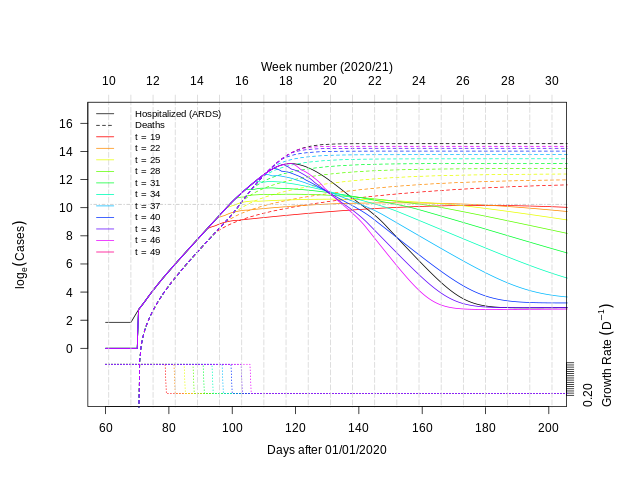 Week number (2020/21)
10 12 14 16 18 20 22 24 26 28 30
Hospitalized (ARDS)
Deaths
t = 19
t = 22
t = 25
t = 28
t = 31
t = 34
t = 37
t = 40
t = 43
t = 46
t = 49
16
14
12
10
8
6
4
2
0
logₑ(Cases)
0.20
Growth Rate (D⁻¹)
60 80 100 120 140 160 180 200
Days after 01/01/2020